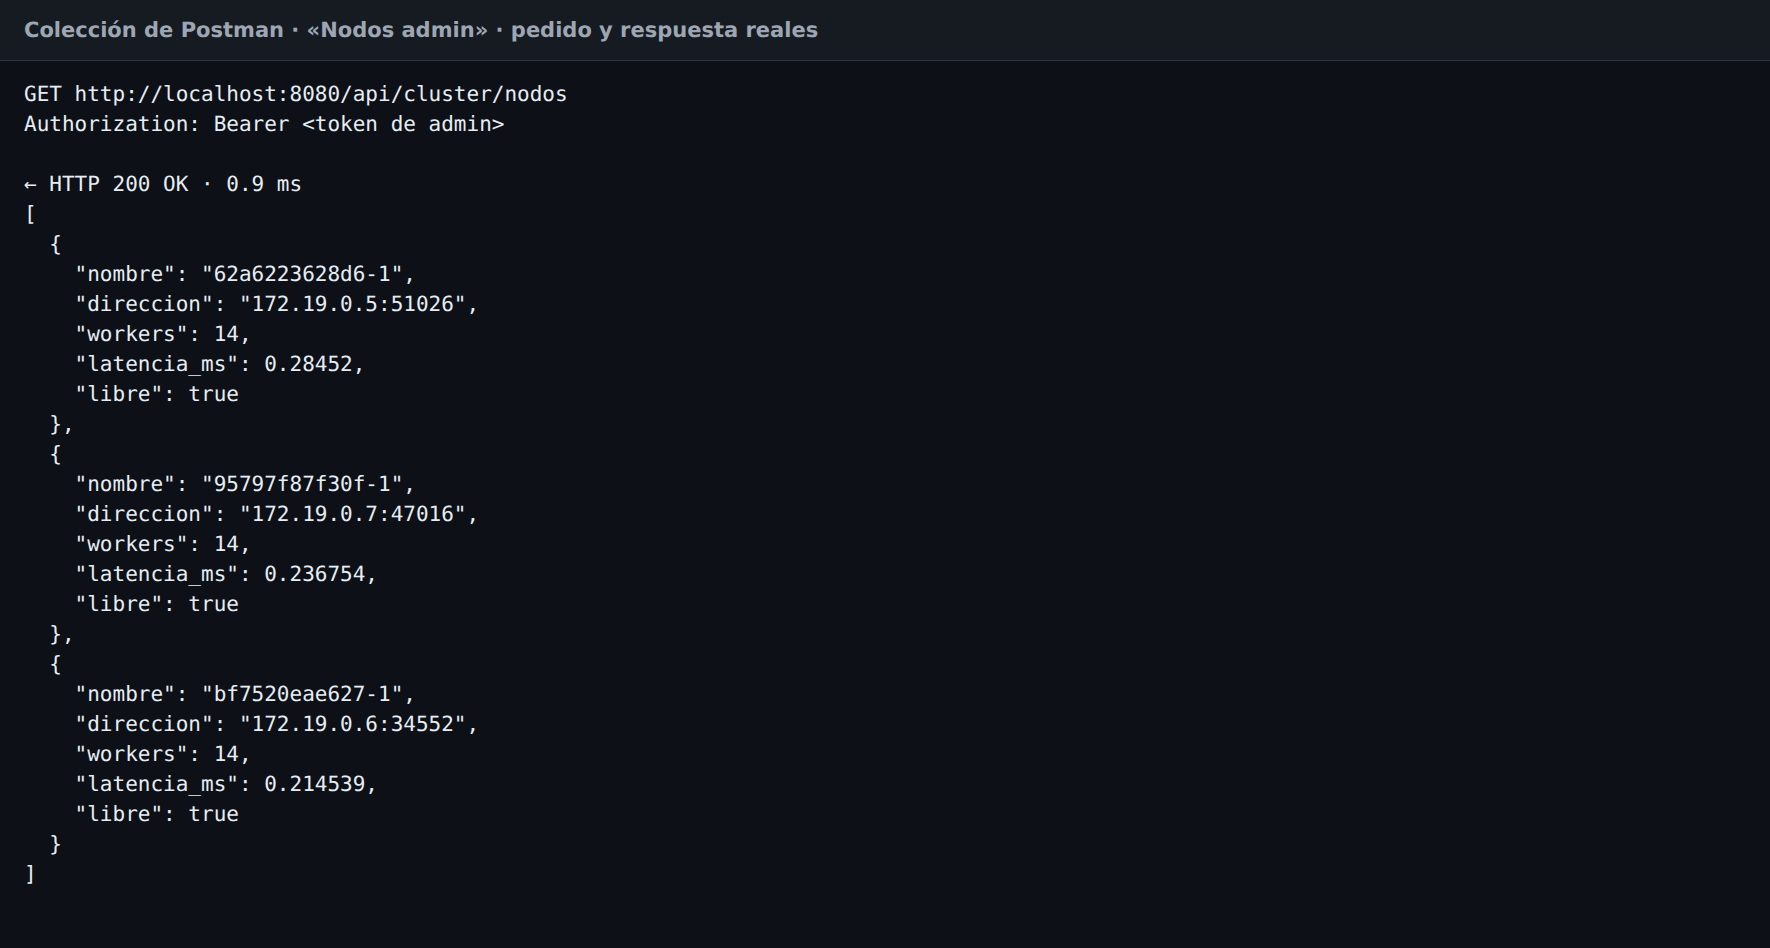 Colección de Postman · «Nodos admin» · pedido y respuesta reales
GET http://localhost:8080/api/cluster/nodos
Authorization: Bearer <token de admin>
← HTTP 200 OK · 0.9 ms
[
  {
    "nombre": "62a6223628d6-1",
    "direccion": "172.19.0.5:51026",
    "workers": 14,
    "latencia_ms": 0.28452,
    "libre": true
  },
  {
    "nombre": "95797f87f30f-1",
    "direccion": "172.19.0.7:47016",
    "workers": 14,
    "latencia_ms": 0.236754,
    "libre": true
  },
  {
    "nombre": "bf7520eae627-1",
    "direccion": "172.19.0.6:34552",
    "workers": 14,
    "latencia_ms": 0.214539,
    "libre": true
  }
]